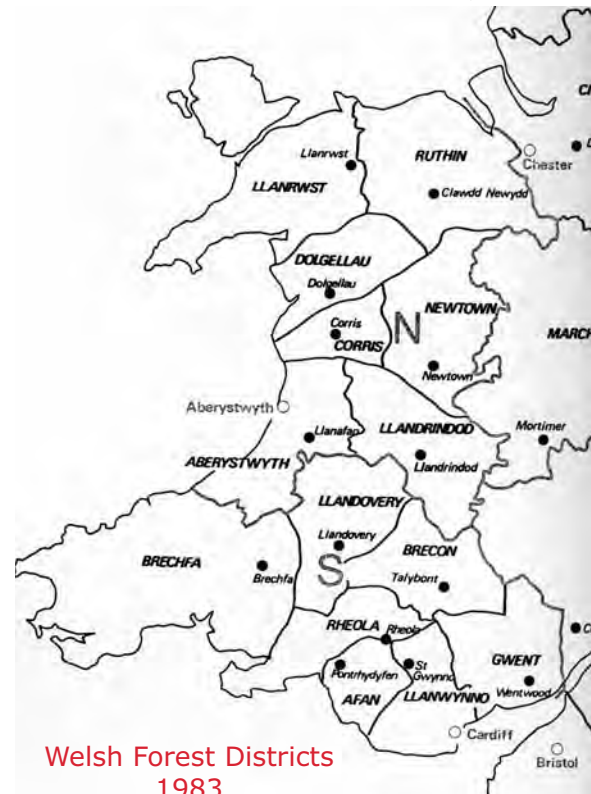 Llanrwst
RUTHIN
Chester
LLANRWST
Clawdd Newydd
DOLGELLAU
Dolgellau
NEWTOWN
Corris
N
CORRIS
MARCH
Newtown
Aberystwyth
Llanafan
LLANDRINDOD
Mortimer
ABERYSTWYTH
Llandrindod
LLANDOVERY
Llandovery
BRECON
BRECHFA
Brechfa
S
Talybont
RHEOLA
Rheola
GWENT
Pontrhydyfen
St
Gwynno
Wentwood
AFAN
LLANWYNNO
Cardiff
Welsh Forest Districts
1983
Bristol